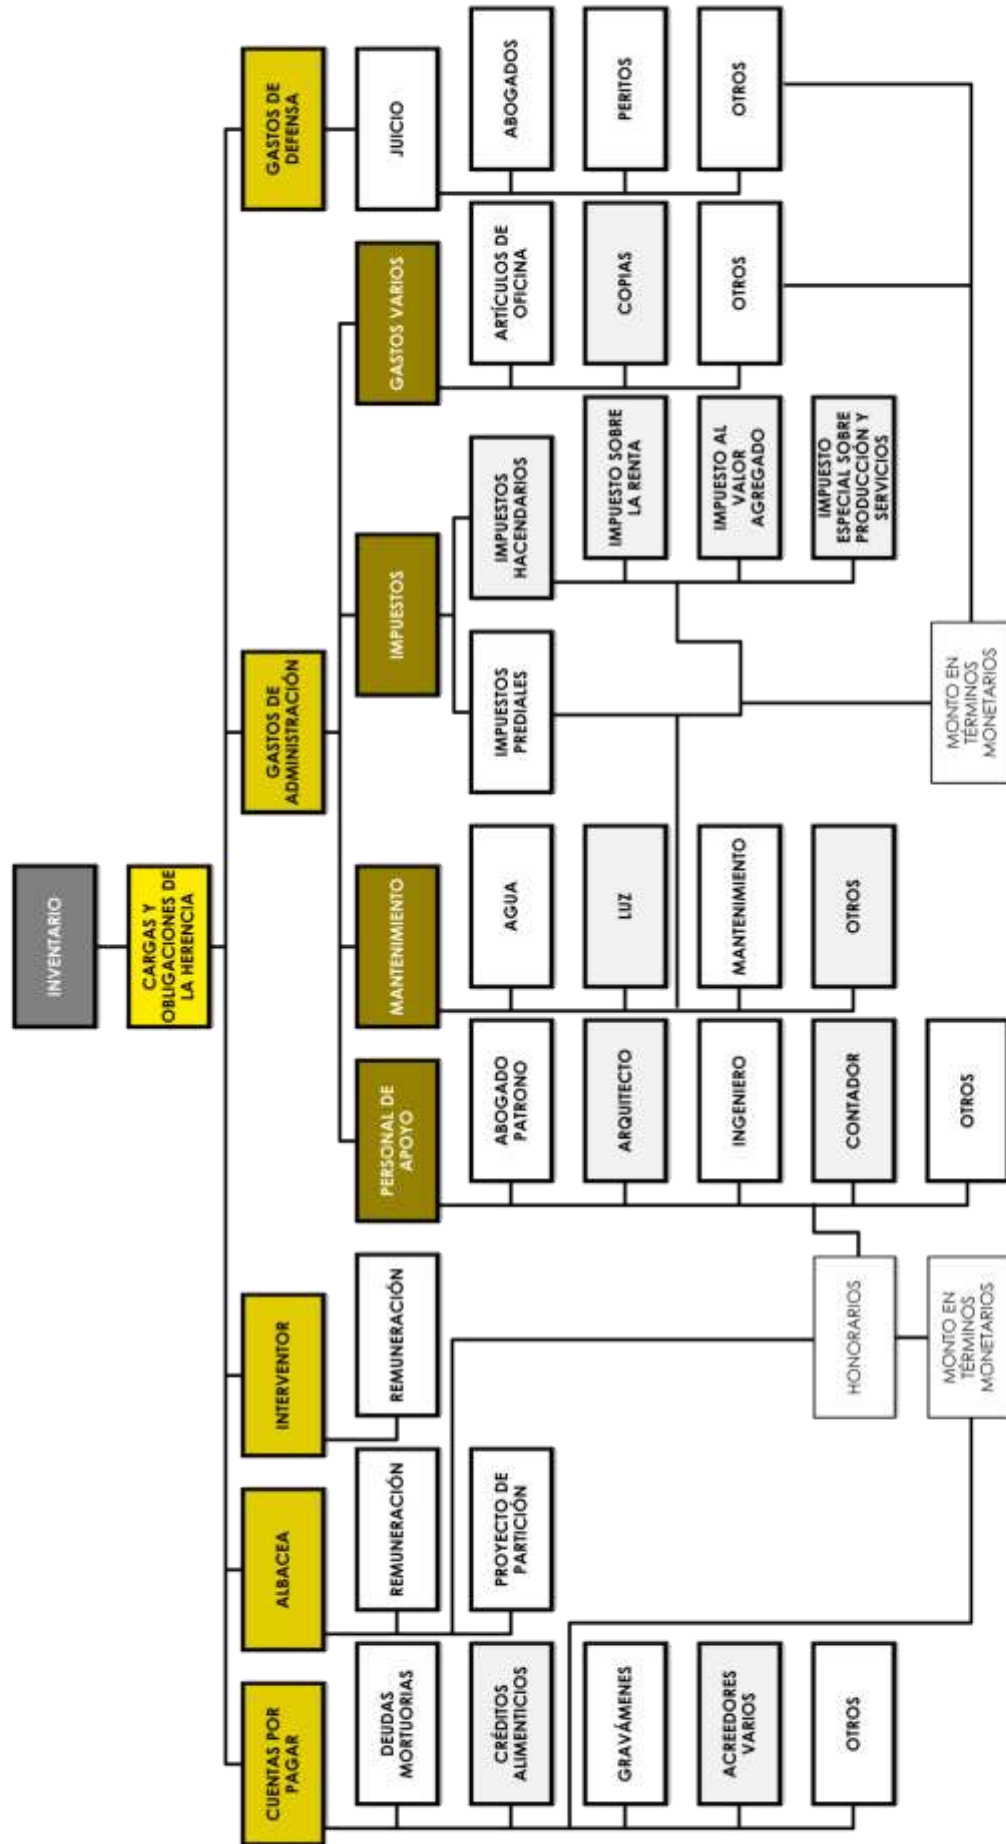 INVENTARIO
CARGAS Y
OBLIGACIONES DE
LA HERENCIA
CUENTAS POR
PAGAR
ALBACEA
INTERVENTOR
GASTOS DE
ADMINISTRACIÓN
GASTOS DE
DEFENSA
DEUDAS
MORTUORIAS
CRÉDITOS
ALIMENTICIOS
GRAVÁMENES
ACREEDORES
VARIOS
OTROS
REMUNERACIÓN
PROYECTO DE
PARTICIÓN
REMUNERACIÓN
PERSONAL DE
APOYO
ABOGADO
PATRONO
ARQUITECTO
INGENIERO
CONTADOR
OTROS
MANTENIMIENTO
AGUA
LUZ
MANTENIMIENTO
OTROS
IMPUESTOS
IMPUESTOS
PREDIALES
IMPUESTOS
HACENDARIOS
IMPUESTO SOBRE
LA RENTA
IMPUESTO AL
VALOR
AGREGADO
IMPUESTO
ESPECIAL SOBRE
PRODUCCIÓN Y
SERVICIOS
GASTOS VARIOS
ARTÍCULOS DE
OFICINA
COPIAS
OTROS
JUICIO
ABOGADOS
PERITOS
OTROS
HONORARIOS
MONTO EN
TÉRMINOS
MONETARIOS
MONTO EN
TÉRMINOS
MONETARIOS